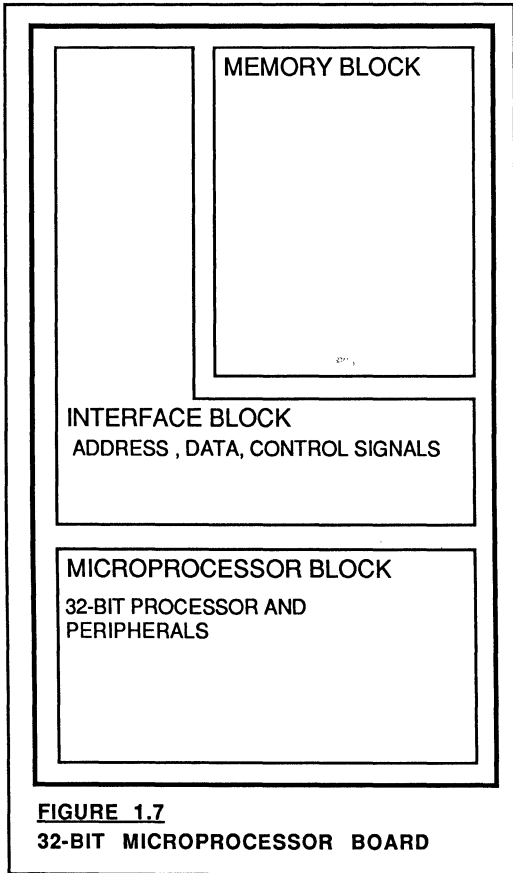 MEMORY BLOCK
INTERFACE BLOCK
ADDRESS , DATA, CONTROL SIGNALS
MICROPROCESSOR BLOCK
32-BIT PROCESSOR AND
PERIPHERALS
FIGURE 1.7
32-BIT MICROPROCESSOR BOARD